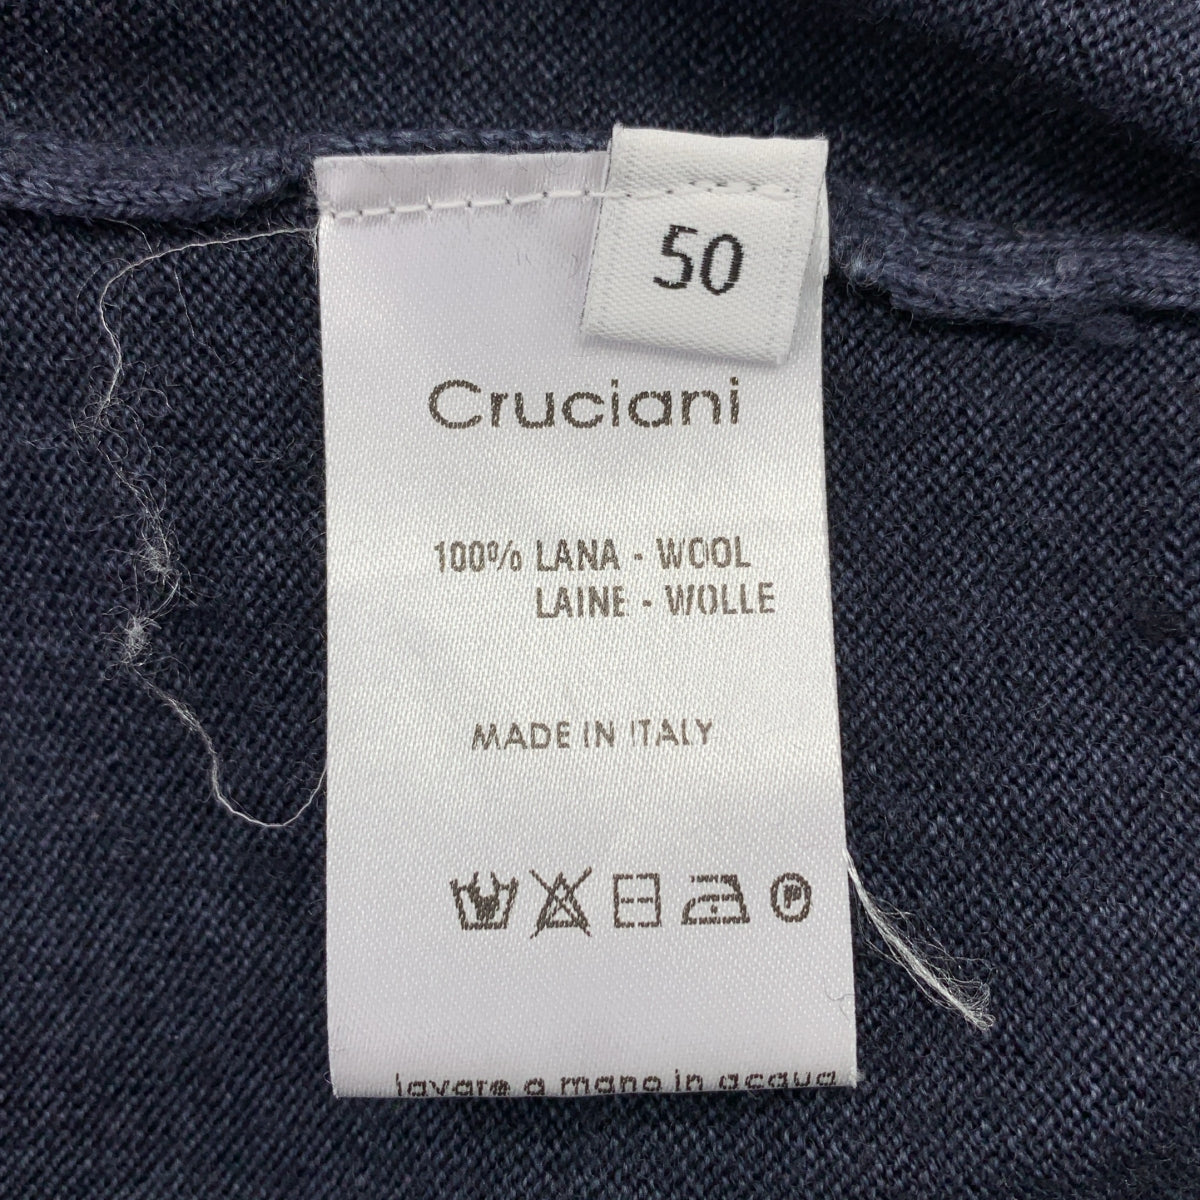 50
Cruciani
100% LANA - WOOL
LAINE - WOLLE
MADE IN ITALY
P
lavare a mano in acqua